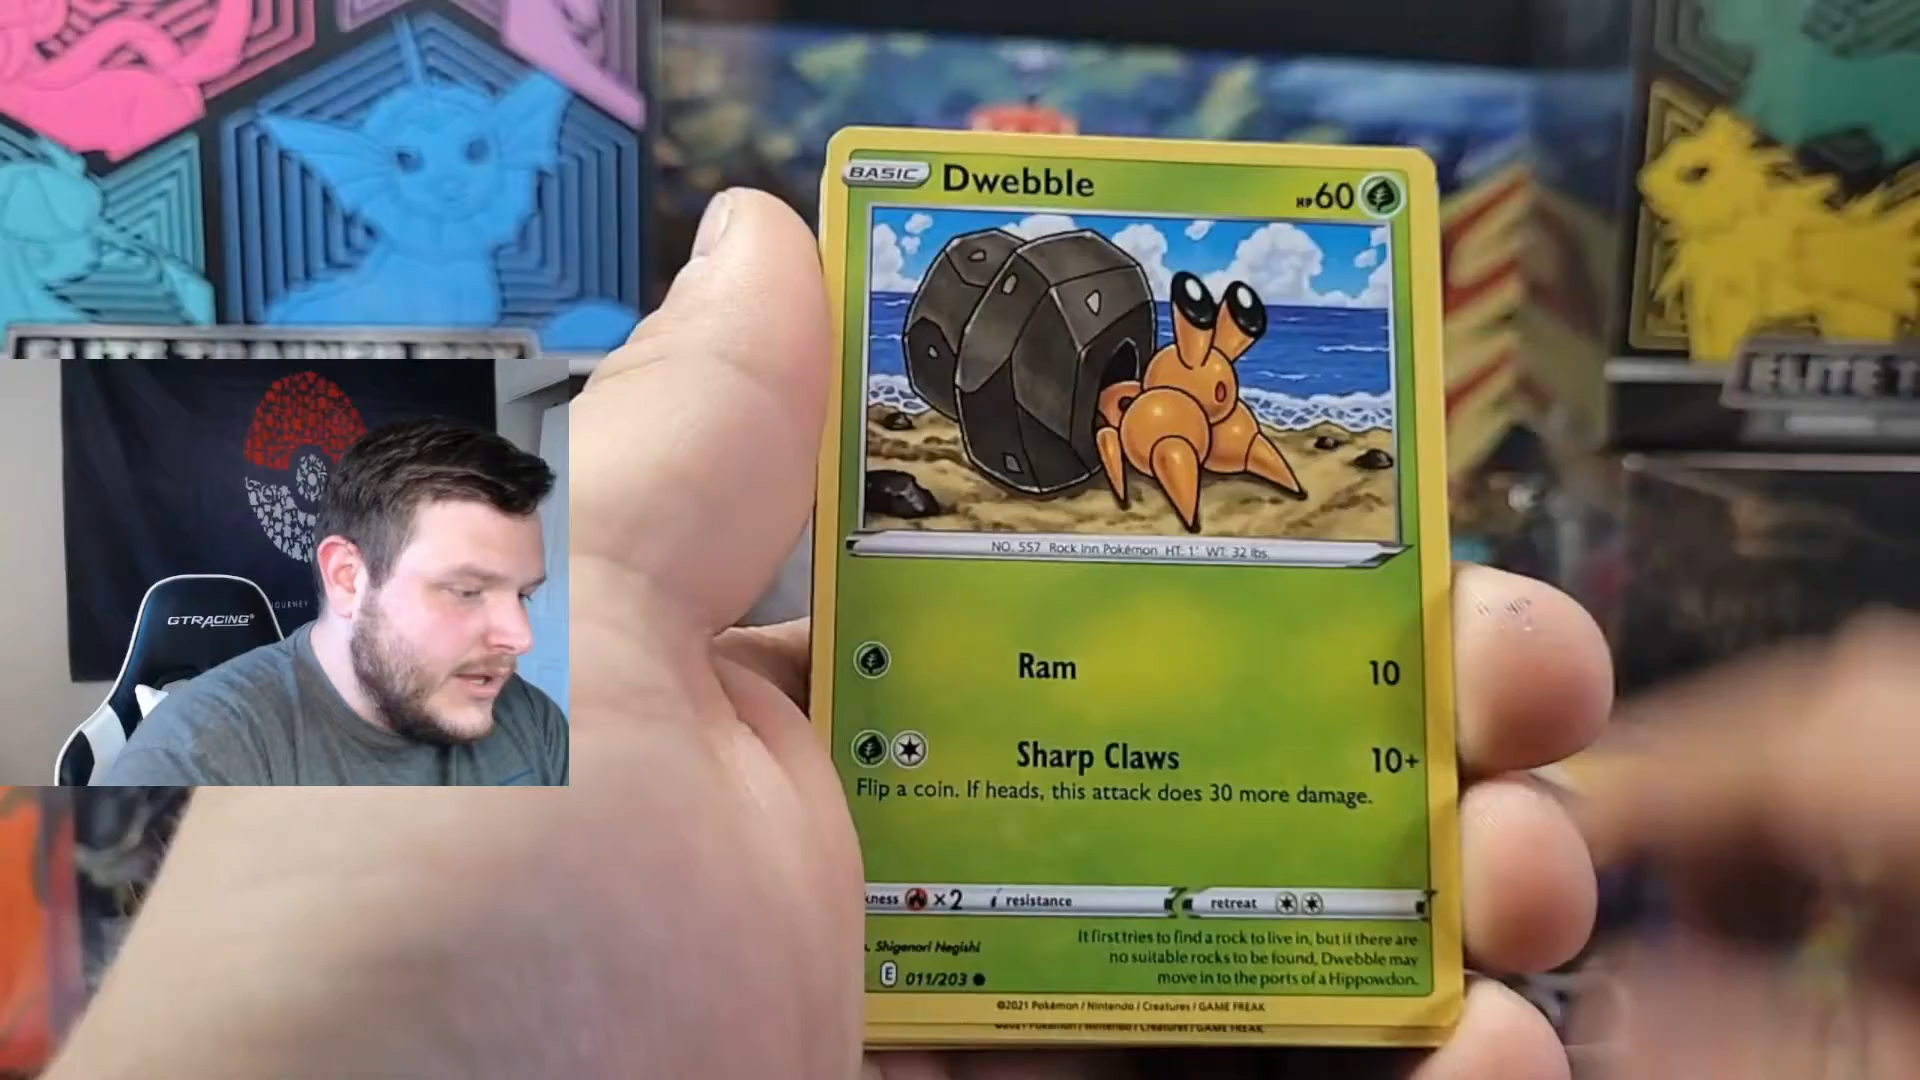 BASIC
Dwebble
HP 60
NO. 557 Rock Inn Pokémon HT: 1' WT: 32 lbs.
Ram 10
Sharp Claws 10+
Flip a coin. If heads, this attack does 30 more damage.
×2 resistance retreat
Shigenori Negishi
It first tries to find a rock to live in, but if there are
no suitable rocks to be found, Dwebble may
move in to the ports of a Hippowdon.
E 011/203
©2021 Pokémon / Nintendo / Creatures / GAME FREAK
ELITE
GTRACING®